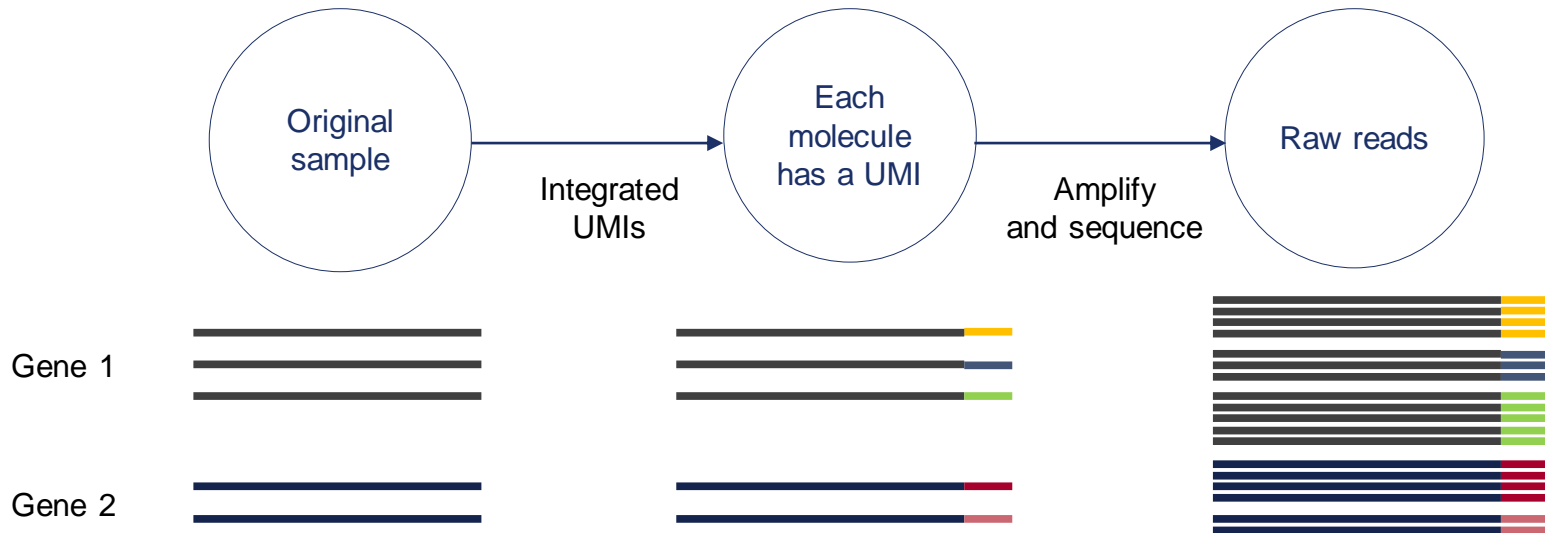 Original
sample
Integrated
UMIs
Each
molecule
has a UMI
Amplify
and sequence
Raw reads
Gene 1
Gene 2